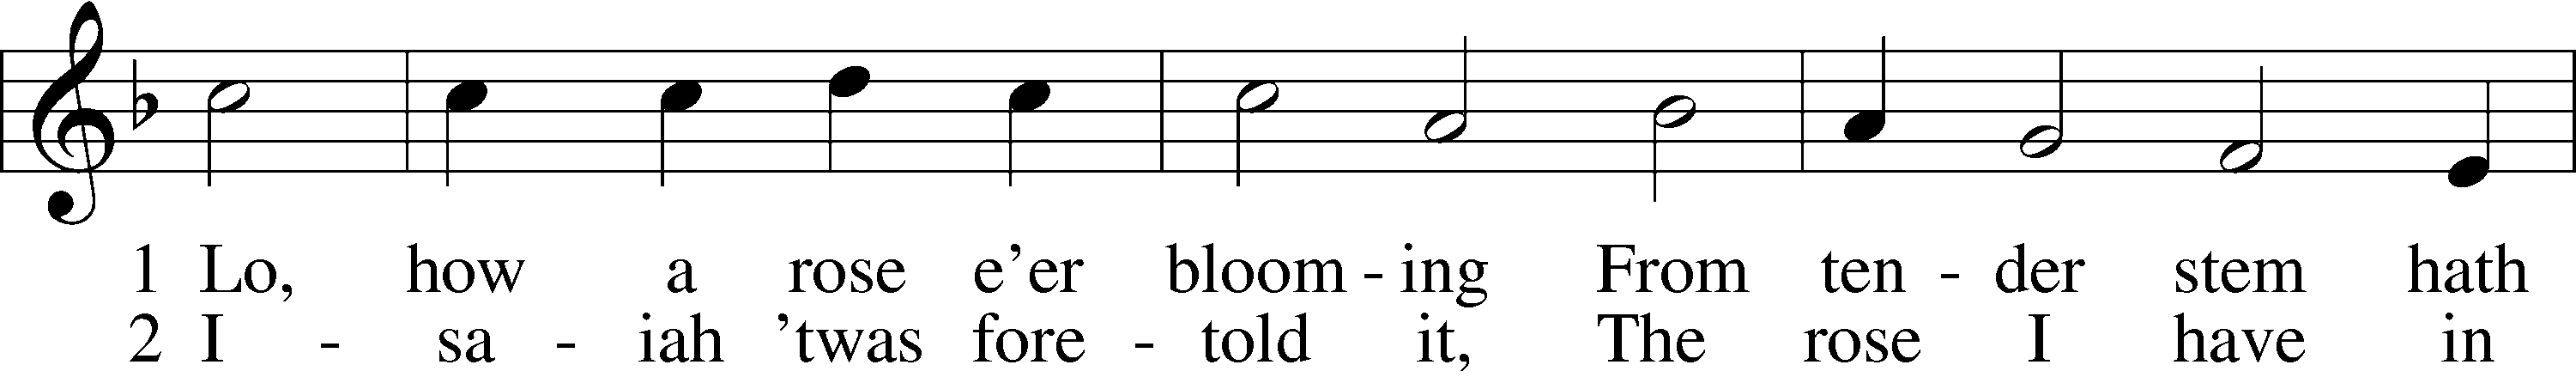 1 Lo, how a rose e’er bloom - ing From ten - der stem hath
2 I - sa - iah ’twas fore - told it, The rose I have in